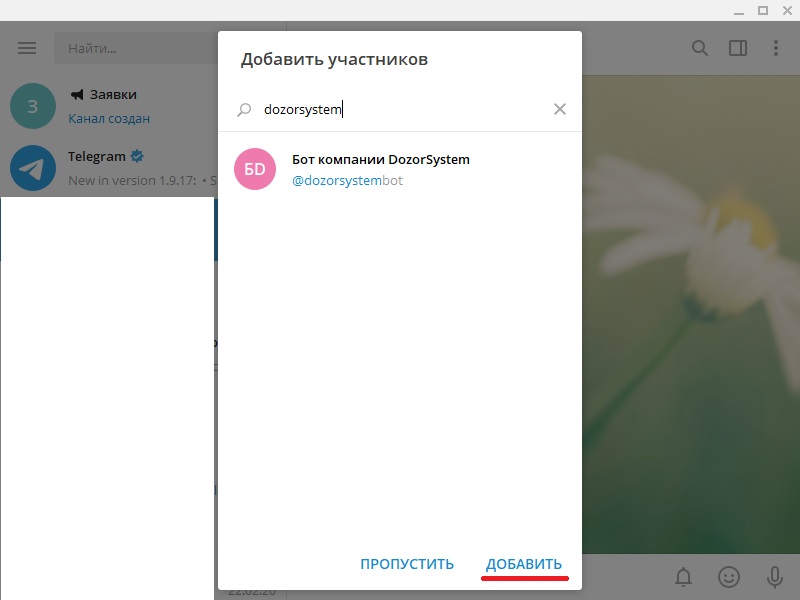 Найти...
Заявки
Канал создан
Telegram
New in version 1.9.17: • S
Добавить участников
dozorsystem
БD
Бот компании DozorSystem
@dozorsystembot
ПРОПУСТИТЬ
ДОБАВИТЬ
22.02.20